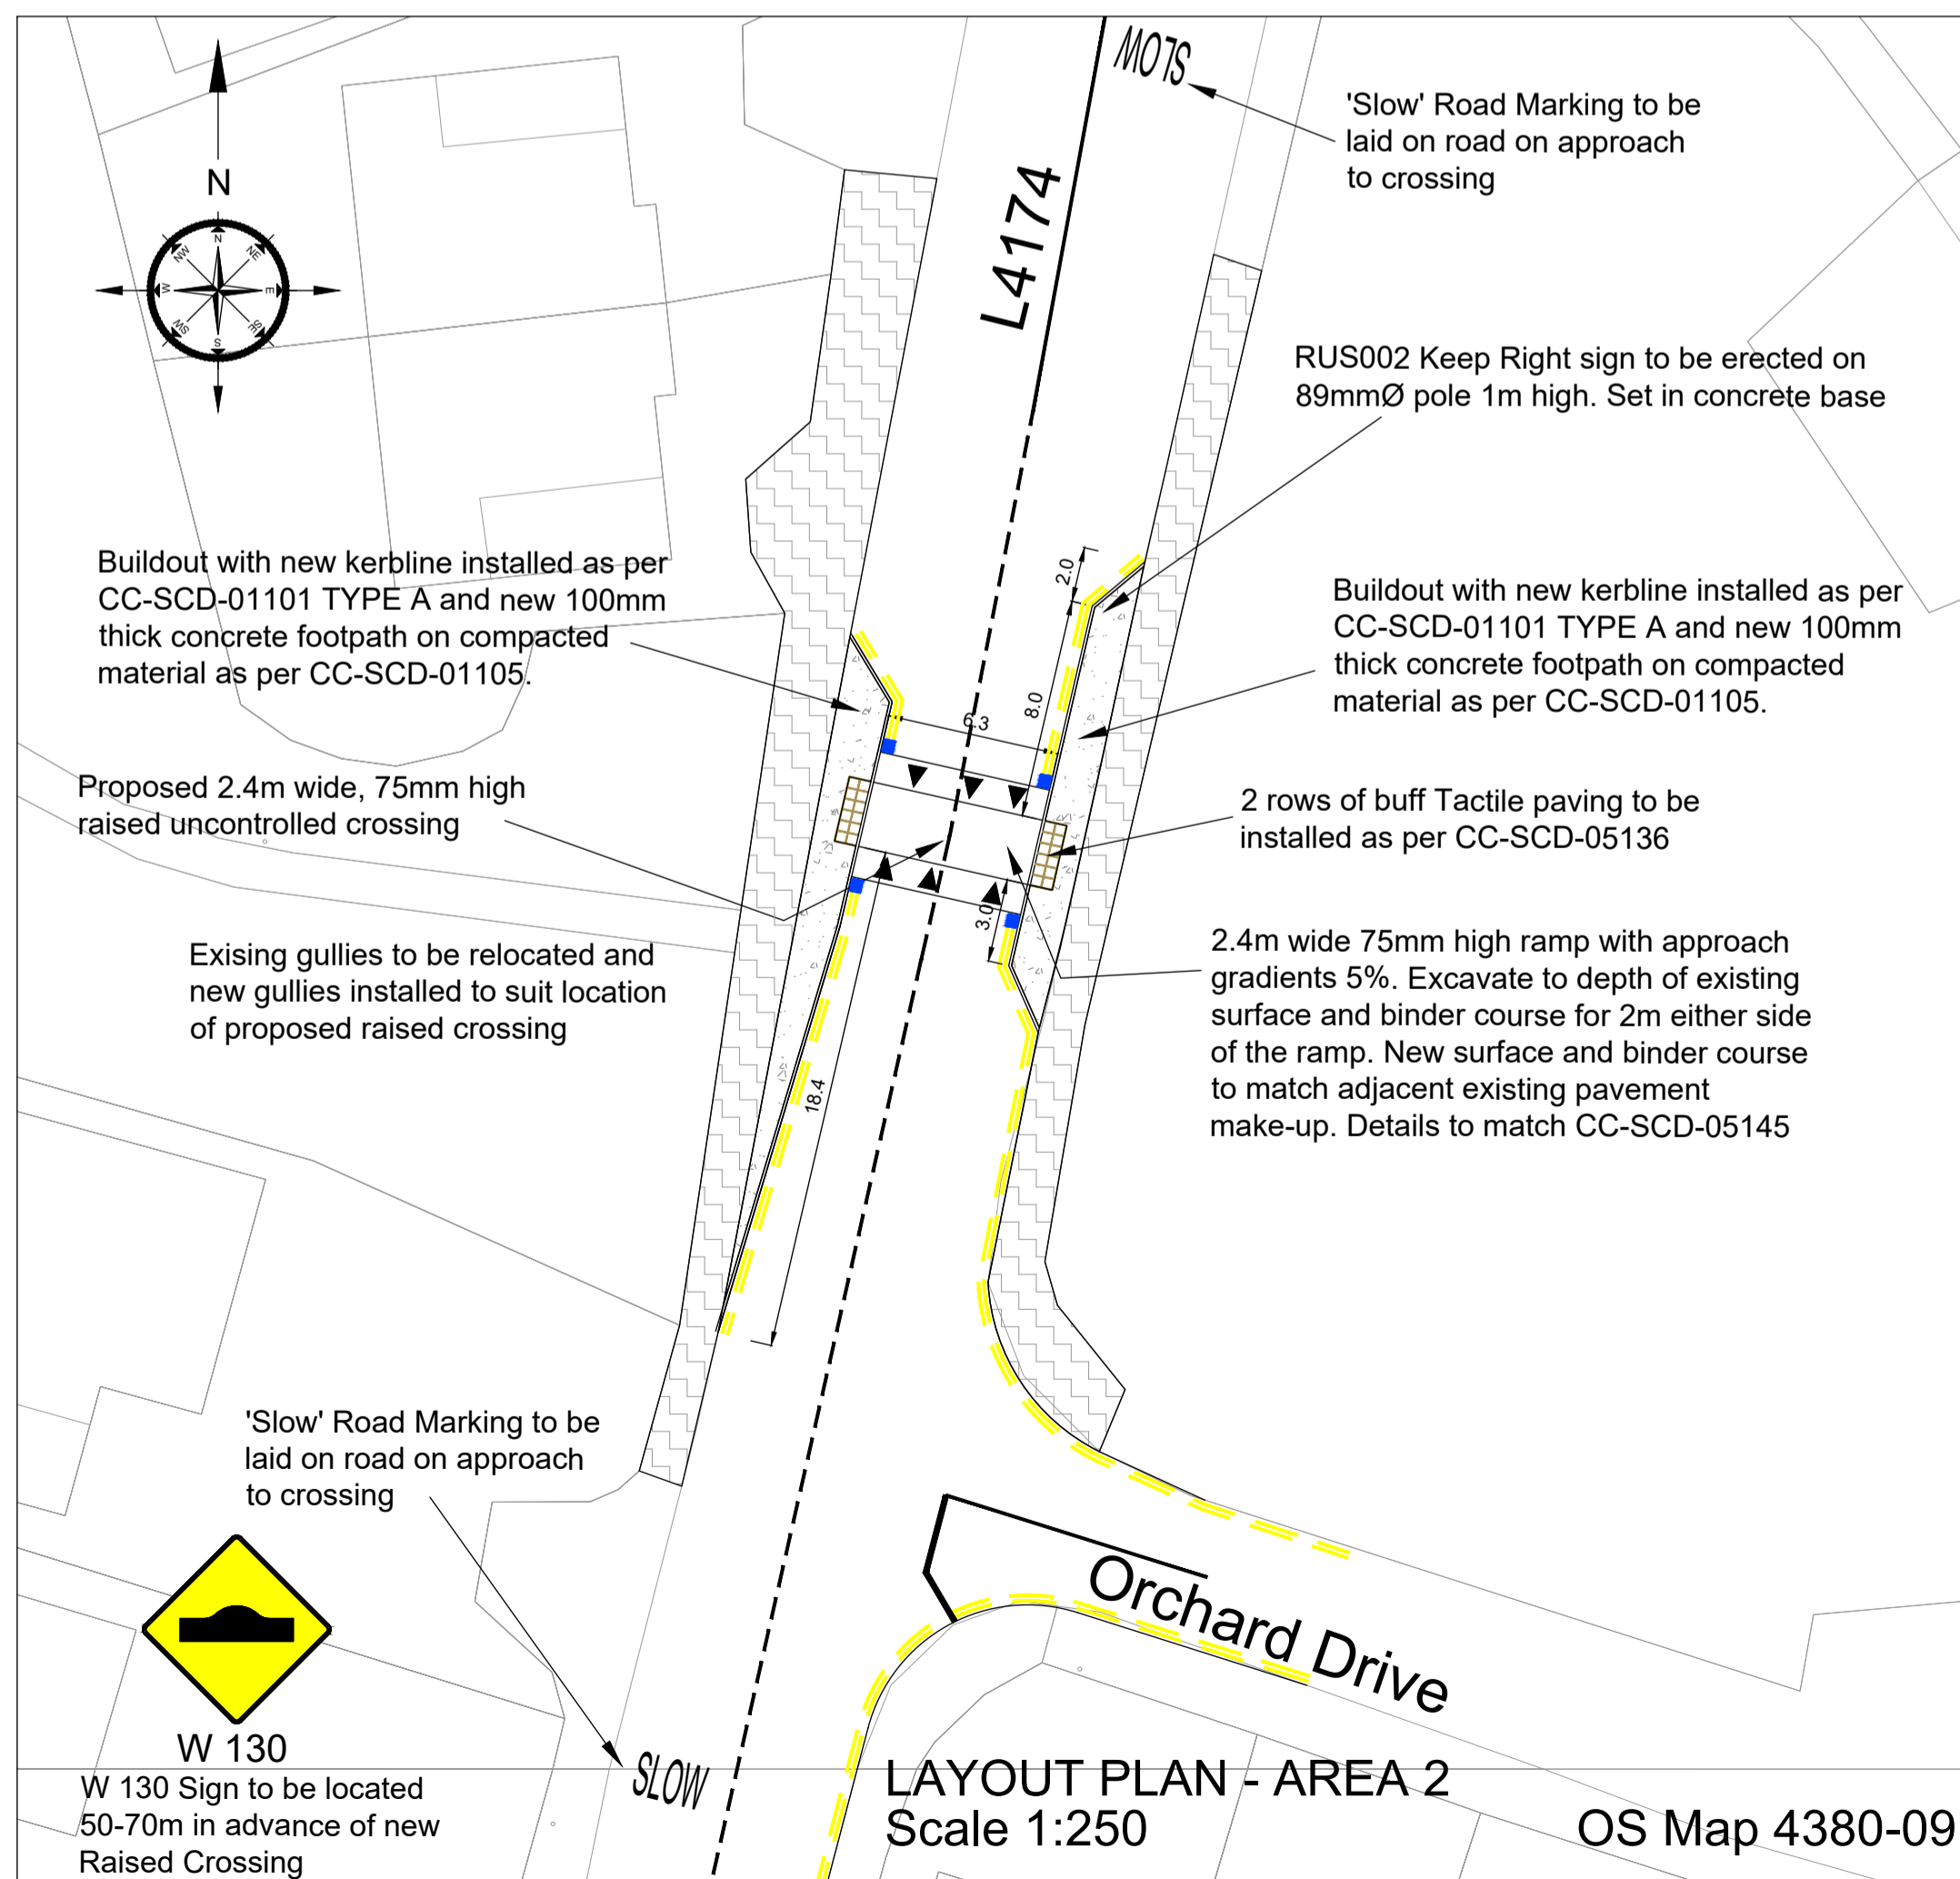 SLOW
'Slow' Road Marking to be
laid on road on approach
to crossing
N
N
NE
E
SE
S
SW
W
NW
L4174
RUS002 Keep Right sign to be erected on
89mmØ pole 1m high. Set in concrete base
Buildout with new kerbline installed as per
CC-SCD-01101 TYPE A and new 100mm
thick concrete footpath on compacted
material as per CC-SCD-01105.
2.0
8.0
6.3
Buildout with new kerbline installed as per
CC-SCD-01101 TYPE A and new 100mm
thick concrete footpath on compacted
material as per CC-SCD-01105.
Proposed 2.4m wide, 75mm high
raised uncontrolled crossing
2 rows of buff Tactile paving to be
installed as per CC-SCD-05136
3.0
Exising gullies to be relocated and
new gullies installed to suit location
of proposed raised crossing
2.4m wide 75mm high ramp with approach
gradients 5%. Excavate to depth of existing
surface and binder course for 2m either side
of the ramp. New surface and binder course
to match adjacent existing pavement
make-up. Details to match CC-SCD-05145
18.4
'Slow' Road Marking to be
laid on road on approach
to crossing
Orchard Drive
W 130
W 130 Sign to be located
50-70m in advance of new
Raised Crossing
SLOW
LAYOUT PLAN - AREA 2
Scale 1:250
OS Map 4380-09